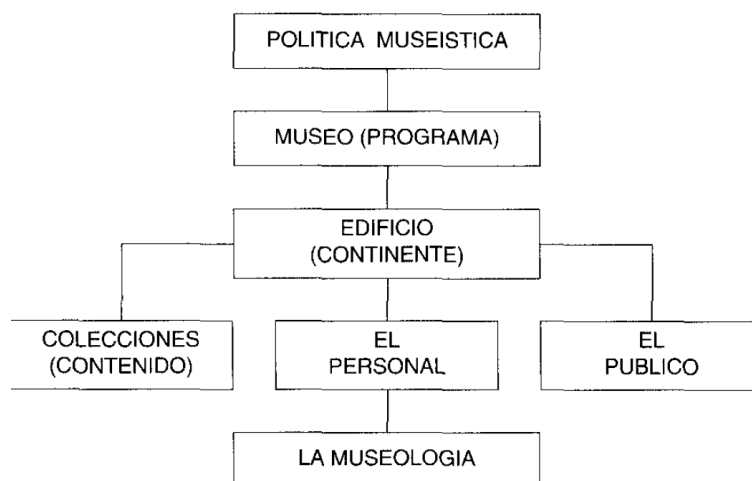 POLITICA MUSEISTICA
MUSEO (PROGRAMA)
EDIFICIO
(CONTINENTE)
COLECCIONES
(CONTENIDO)
EL
PERSONAL
EL
PUBLICO
LA MUSEOLOGIA